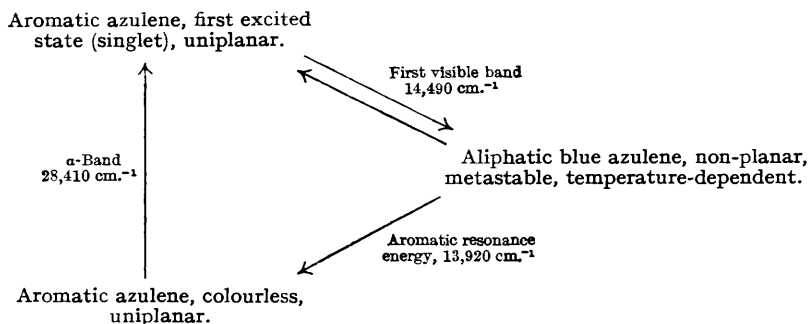 Aromatic azulene, first excited
state (singlet), uniplanar.
First visible band
14,490 cm.⁻¹
α-Band
28,410 cm.⁻¹
Aliphatic blue azulene, non-planar,
metastable, temperature-dependent.
Aromatic resonance
energy, 13,920 cm.⁻¹
Aromatic azulene, colourless,
uniplanar.